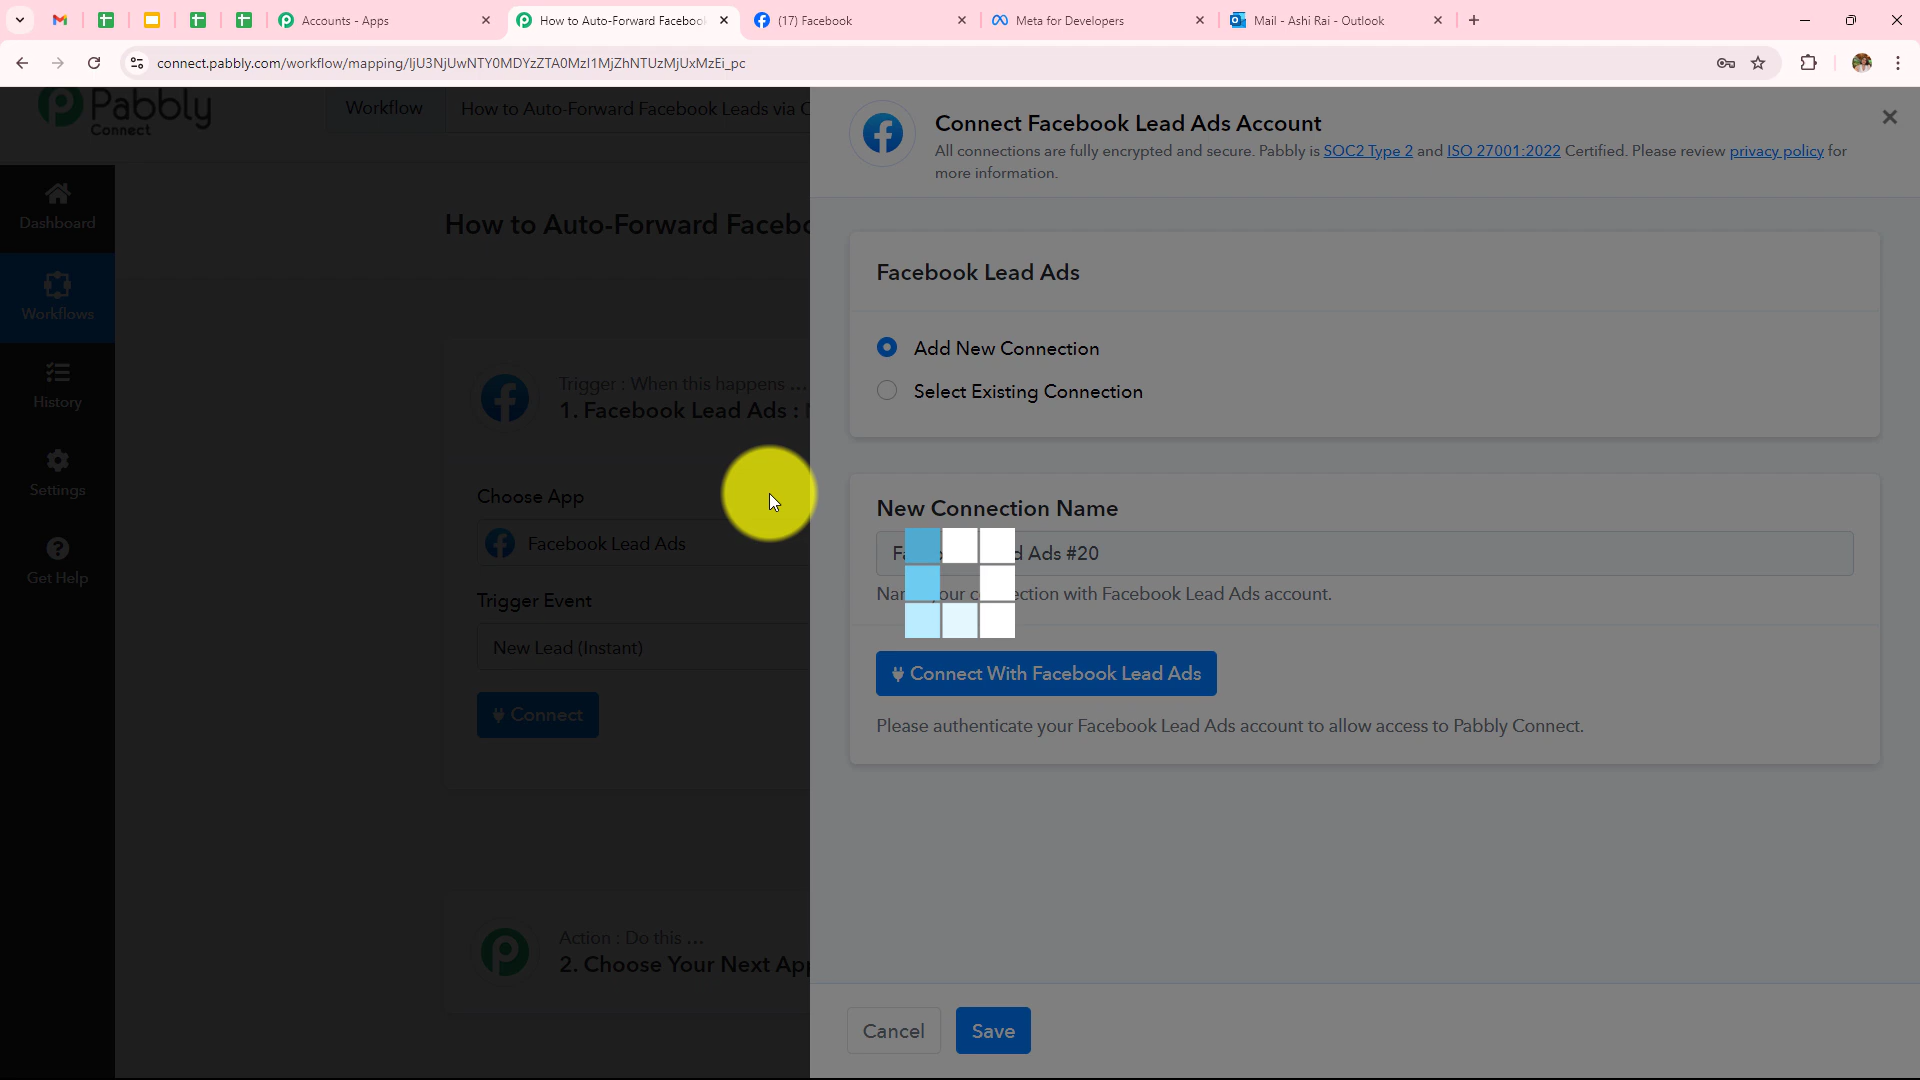 Accounts - Apps
How to Auto-Forward Facebook
(17) Facebook
Meta for Developers
Mail - Ashi Rai - Outlook
connect.pabbly.com/workflow/mapping/IjU3NjUwNTY0MDYzZTA0MzI1MjZhNTUzMjUxMzEi_pc
Pabbly
Connect
Workflow
How to Auto-Forward Facebook Leads via
Connect Facebook Lead Ads Account
All connections are fully encrypted and secure. Pabbly is SOC2 Type 2 and ISO 27001:2022 Certified. Please review privacy policy for
more information.
Dashboard
Workflows
History
Settings
Get Help
How to Auto-Forward Facebo
Trigger : When this happens ...
1. Facebook Lead Ads :
Choose App
Facebook Lead Ads
Trigger Event
New Lead (Instant)
Connect
Action : Do this ...
2. Choose Your Next App
Facebook Lead Ads
Add New Connection
Select Existing Connection
New Connection Name
d Ads #20
with Facebook Lead Ads account.
Connect With Facebook Lead Ads
Please authenticate your Facebook Lead Ads account to allow access to Pabbly Connect.
Cancel
Save